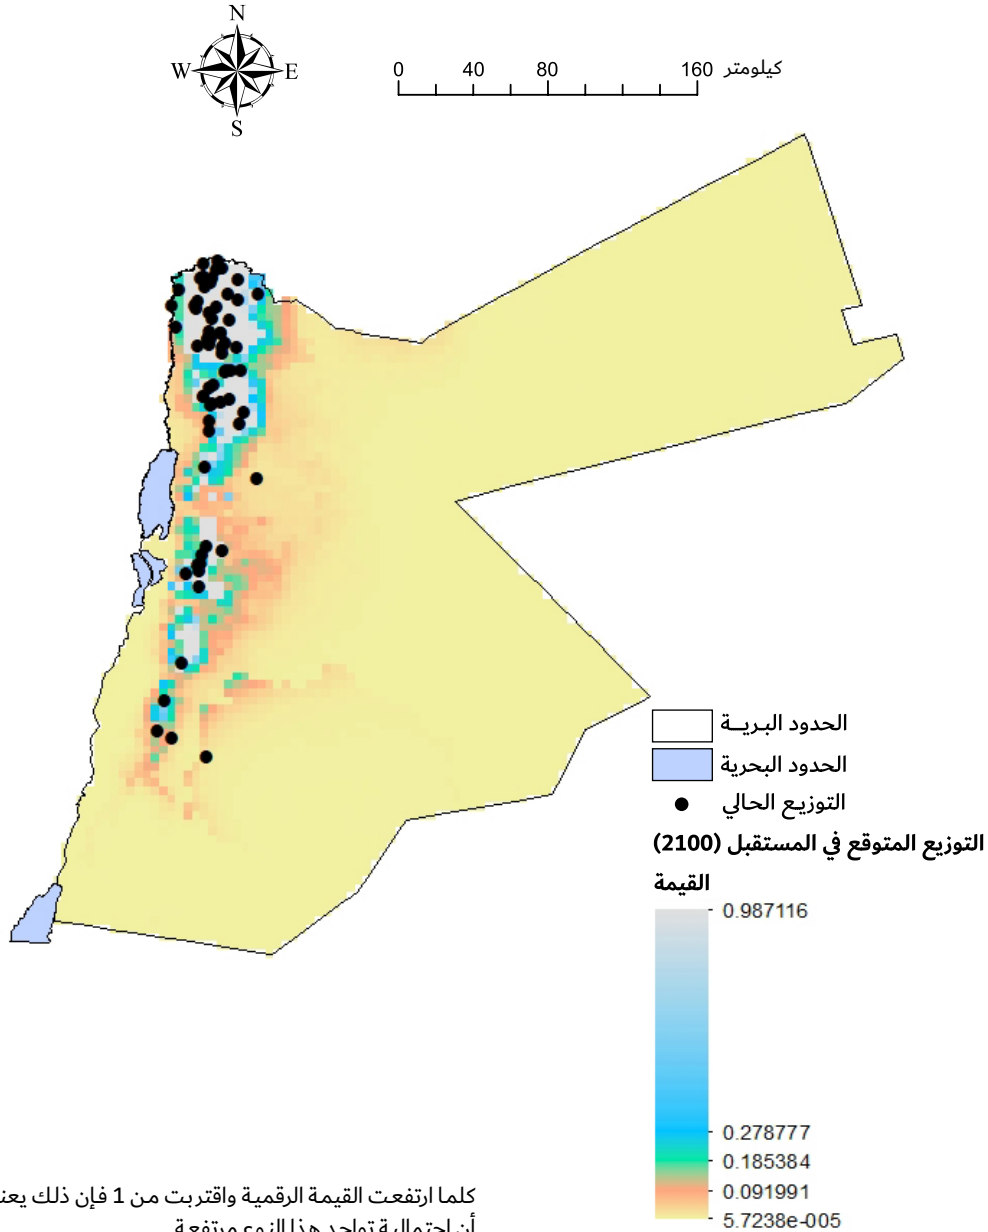 N
W E
S
0 40 80 160 كيلومتر
الحدود البريــة
الحدود البحرية
التوزيع الحالي
التوزيع المتوقع في المستقبل (2100)
القيمة
0.987116
0.278777
0.185384
0.091991
5.7238e-005
كلما ارتفعت القيمة الرقمية واقتربت من 1 فإن ذلك
أن احتمالية تواجد هذا النوع مرتفعة